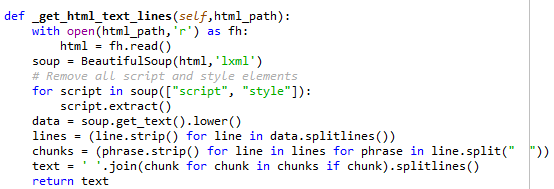 def _get_html_text_lines(self,html_path):
    with open(html_path,'r') as fh:
        html = fh.read()
    soup = BeautifulSoup(html,'lxml')
    # Remove all script and style elements
    for script in soup(["script", "style"]):
        script.extract()
    data = soup.get_text().lower()
    lines = (line.strip() for line in data.splitlines())
    chunks = (phrase.strip() for line in lines for phrase in line.split("  "))
    text = ' '.join(chunk for chunk in chunks if chunk).splitlines()
    return text